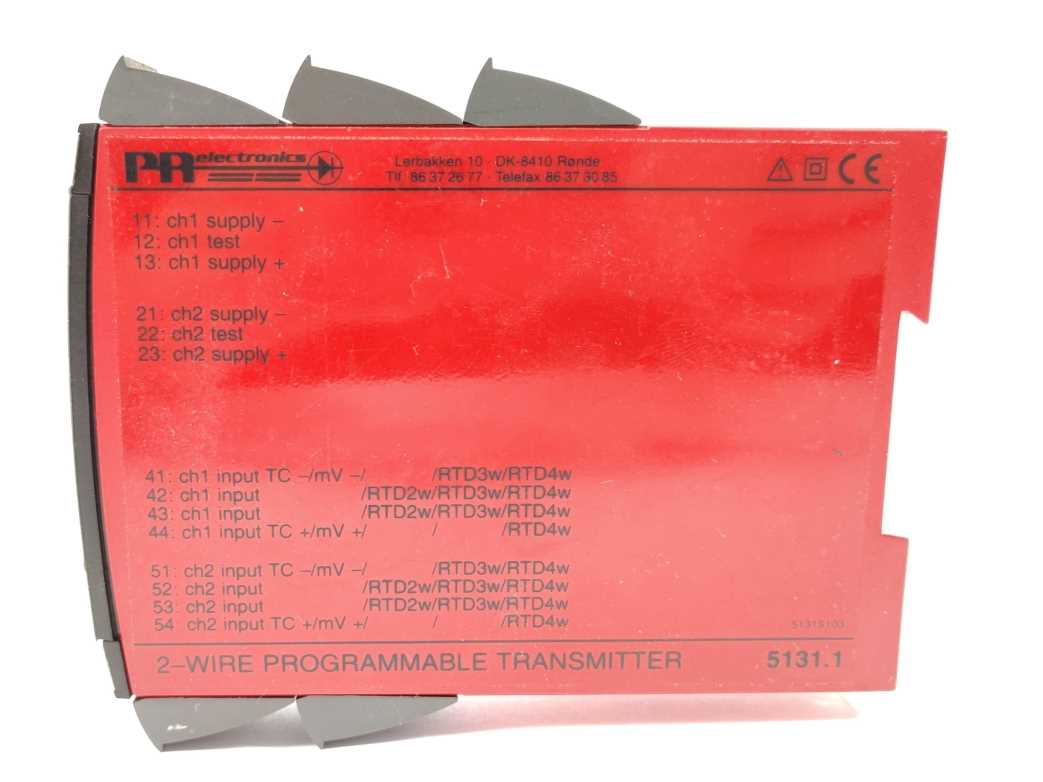 PR electronics
Lerbakken 10 · DK-8410 Rønde
Tlf. 86 37 26 77 · Telefax 86 37 30 85
CE
11: ch1 supply –
12: ch1 test
13: ch1 supply +
21: ch2 supply –
22: ch2 test
23: ch2 supply +
41: ch1 input TC –/mV –/ /RTD3w/RTD4w
42: ch1 input /RTD2w/RTD3w/RTD4w
43: ch1 input /RTD2w/RTD3w/RTD4w
44: ch1 input TC +/mV +/ / /RTD4w
51: ch2 input TC –/mV –/ /RTD3w/RTD4w
52: ch2 input /RTD2w/RTD3w/RTD4w
53: ch2 input /RTD2w/RTD3w/RTD4w
54: ch2 input TC +/mV +/ / /RTD4w
5131S103
2–WIRE PROGRAMMABLE TRANSMITTER 5131.1